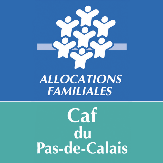 ALLOCATIONS
FAMILIALES
Caf
du
Pas-de-Calais